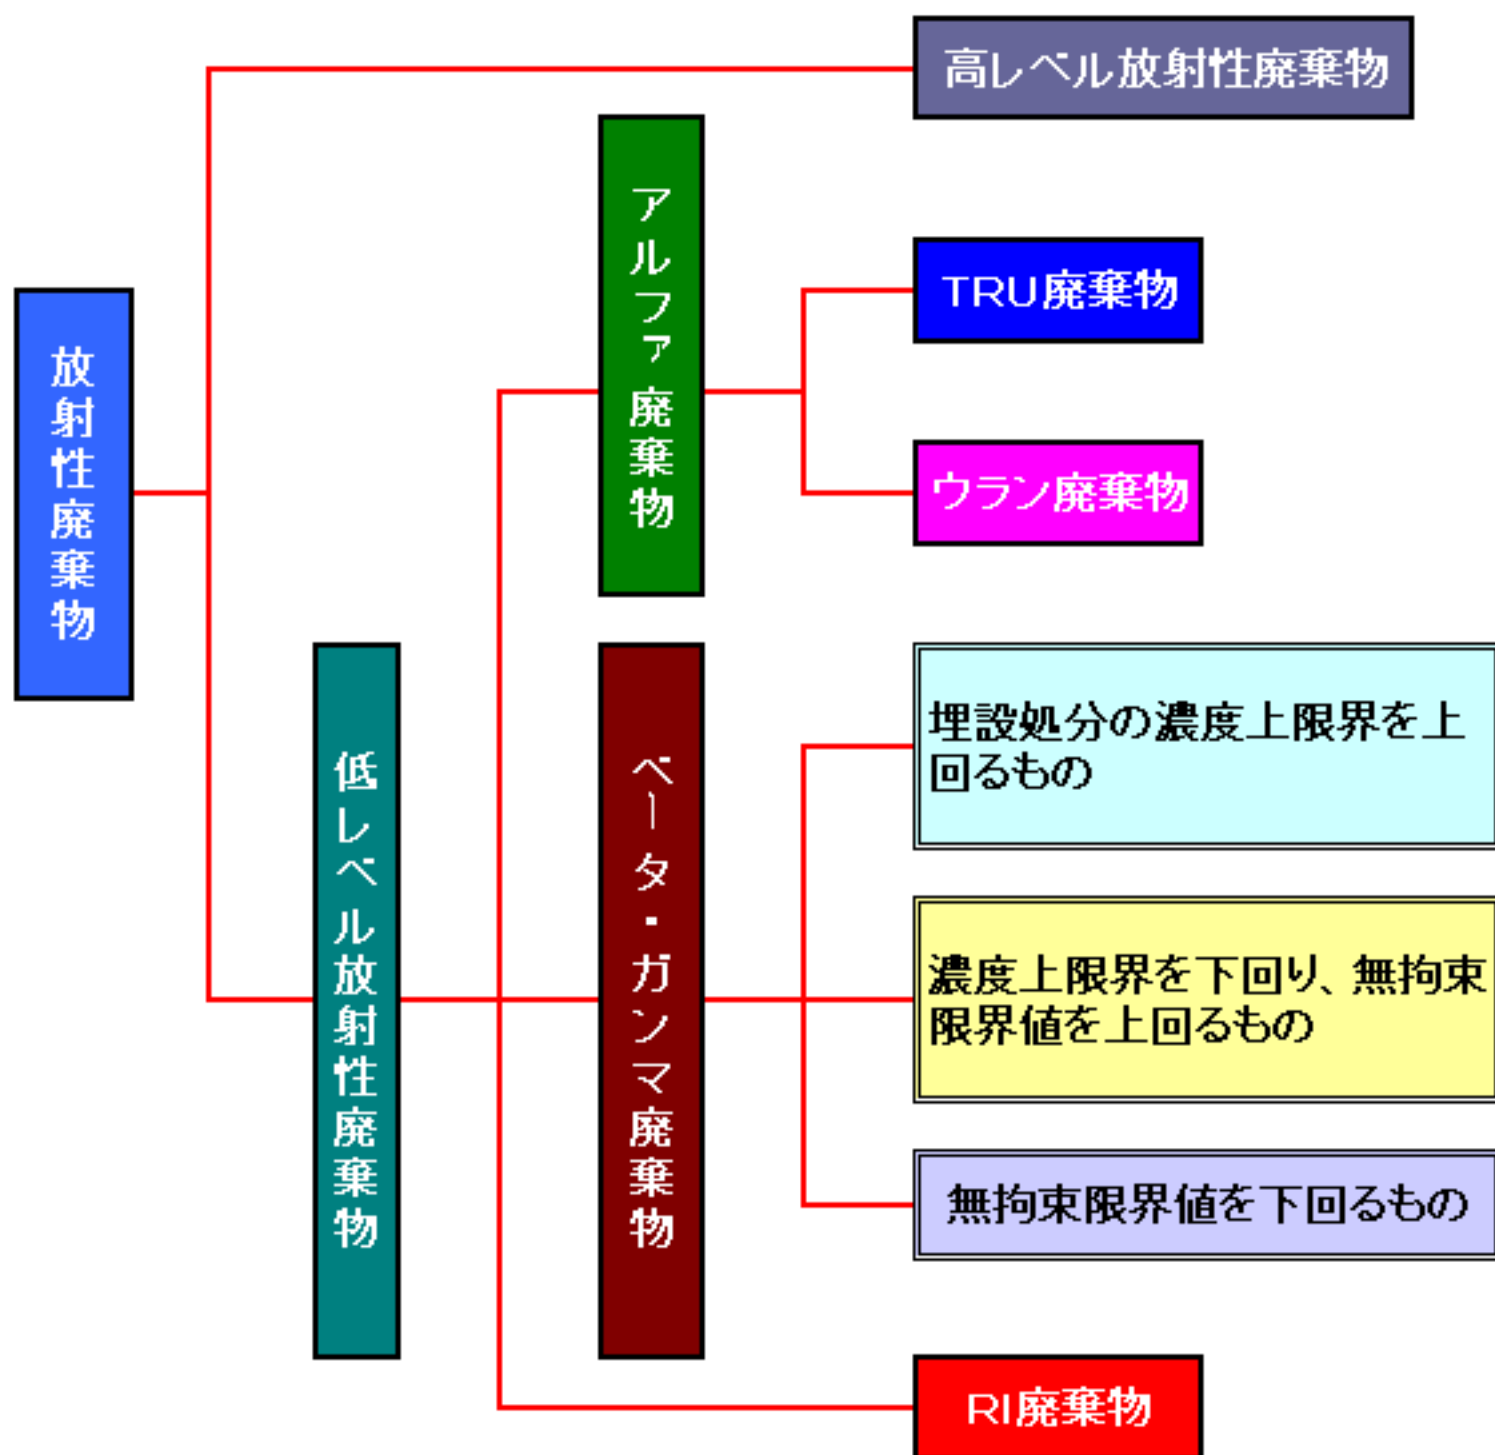 高レベル放射性廃棄物
放射性廃棄物
アルファ廃棄物
TRU廃棄物
ウラン廃棄物
低レベル放射性廃棄物
ベータ・ガンマ廃棄物
埋設処分の濃度上限界を上
回るもの
濃度上限界を下回り、無拘束
限界値を上回るもの
無拘束限界値を下回るもの
RI廃棄物